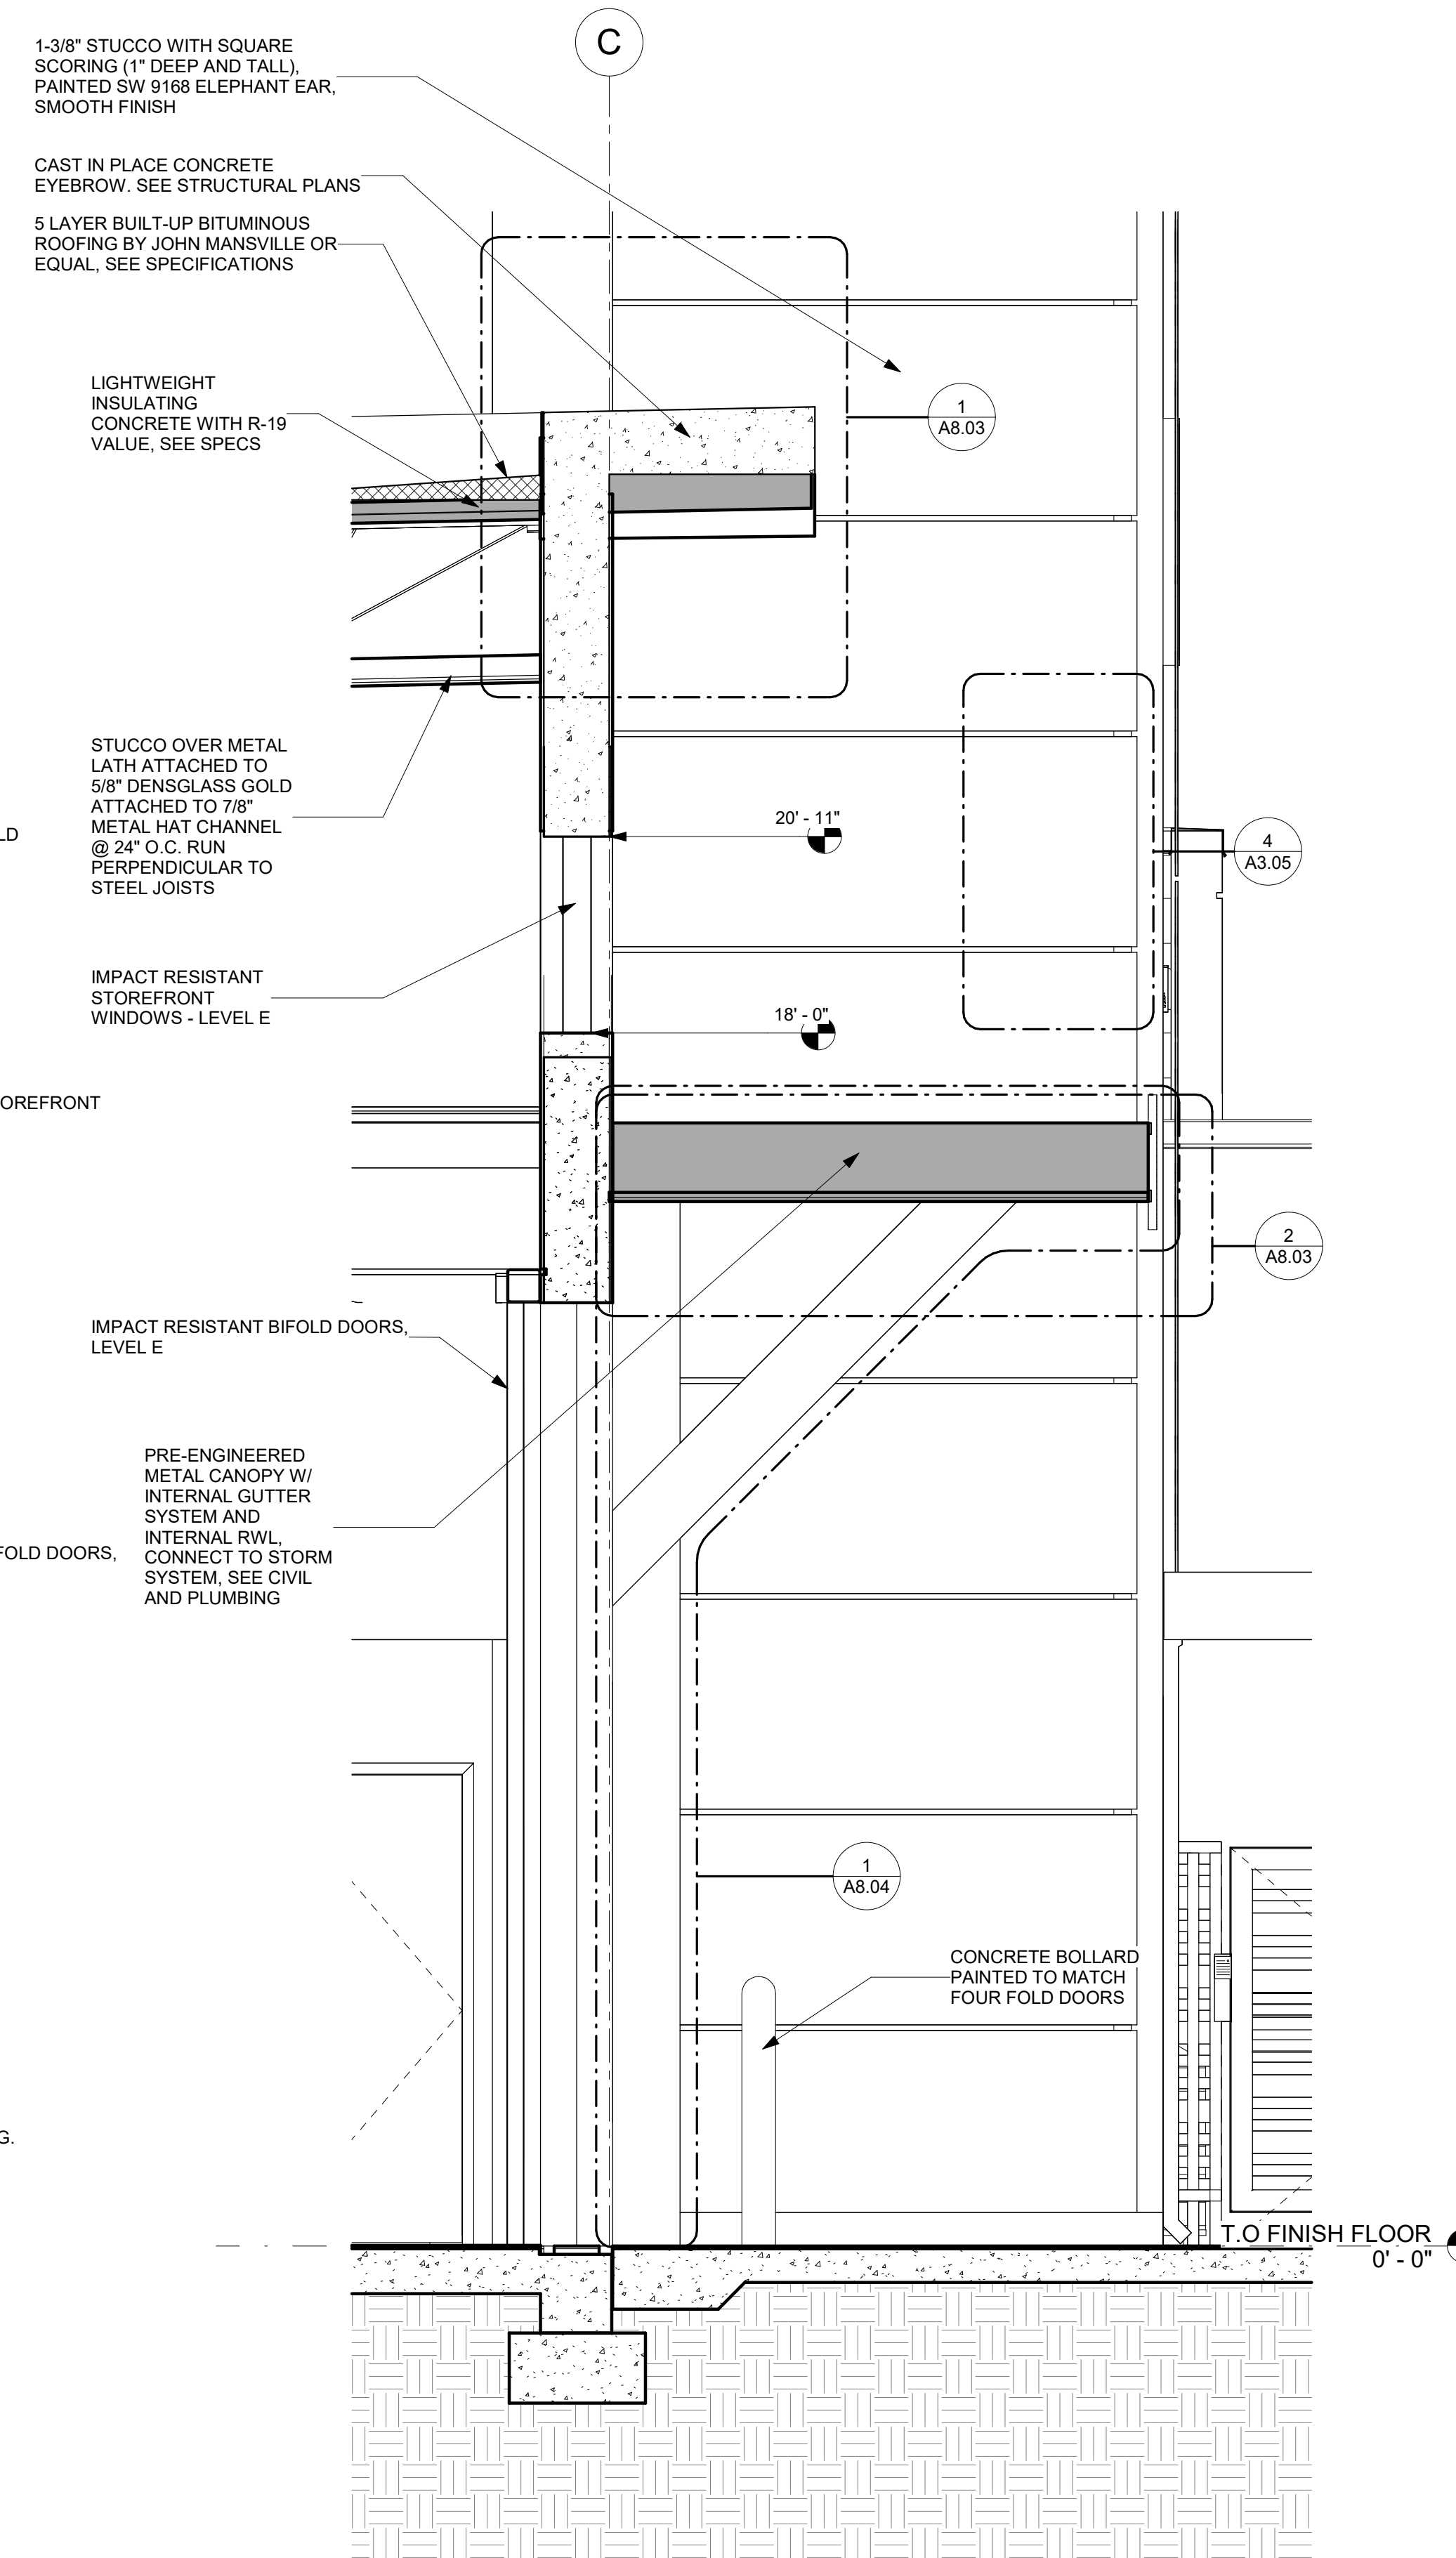 C
1-3/8" STUCCO WITH SQUARE
SCORING (1" DEEP AND TALL),
PAINTED SW 9168 ELEPHANT EAR,
SMOOTH FINISH
CAST IN PLACE CONCRETE
EYEBROW. SEE STRUCTURAL PLANS
5 LAYER BUILT-UP BITUMINOUS
ROOFING BY JOHN MANSVILLE OR
EQUAL, SEE SPECIFICATIONS
LIGHTWEIGHT
INSULATING
CONCRETE WITH R-19
VALUE, SEE SPECS
1
A8.03
STUCCO OVER METAL
LATH ATTACHED TO
5/8" DENSGLASS GOLD
ATTACHED TO 7/8"
METAL HAT CHANNEL
@ 24" O.C. RUN
PERPENDICULAR TO
STEEL JOISTS
LD
20' - 11"
4
A3.05
IMPACT RESISTANT
STOREFRONT
WINDOWS - LEVEL E
18' - 0"
OREFRONT
2
A8.03
IMPACT RESISTANT BIFOLD DOORS,
LEVEL E
PRE-ENGINEERED
METAL CANOPY W/
INTERNAL GUTTER
SYSTEM AND
INTERNAL RWL,
CONNECT TO STORM
SYSTEM, SEE CIVIL
AND PLUMBING
FOLD DOORS,
1
A8.04
CONCRETE BOLLARD
PAINTED TO MATCH
FOUR FOLD DOORS
G.
T.O FINISH FLOOR
0' - 0"